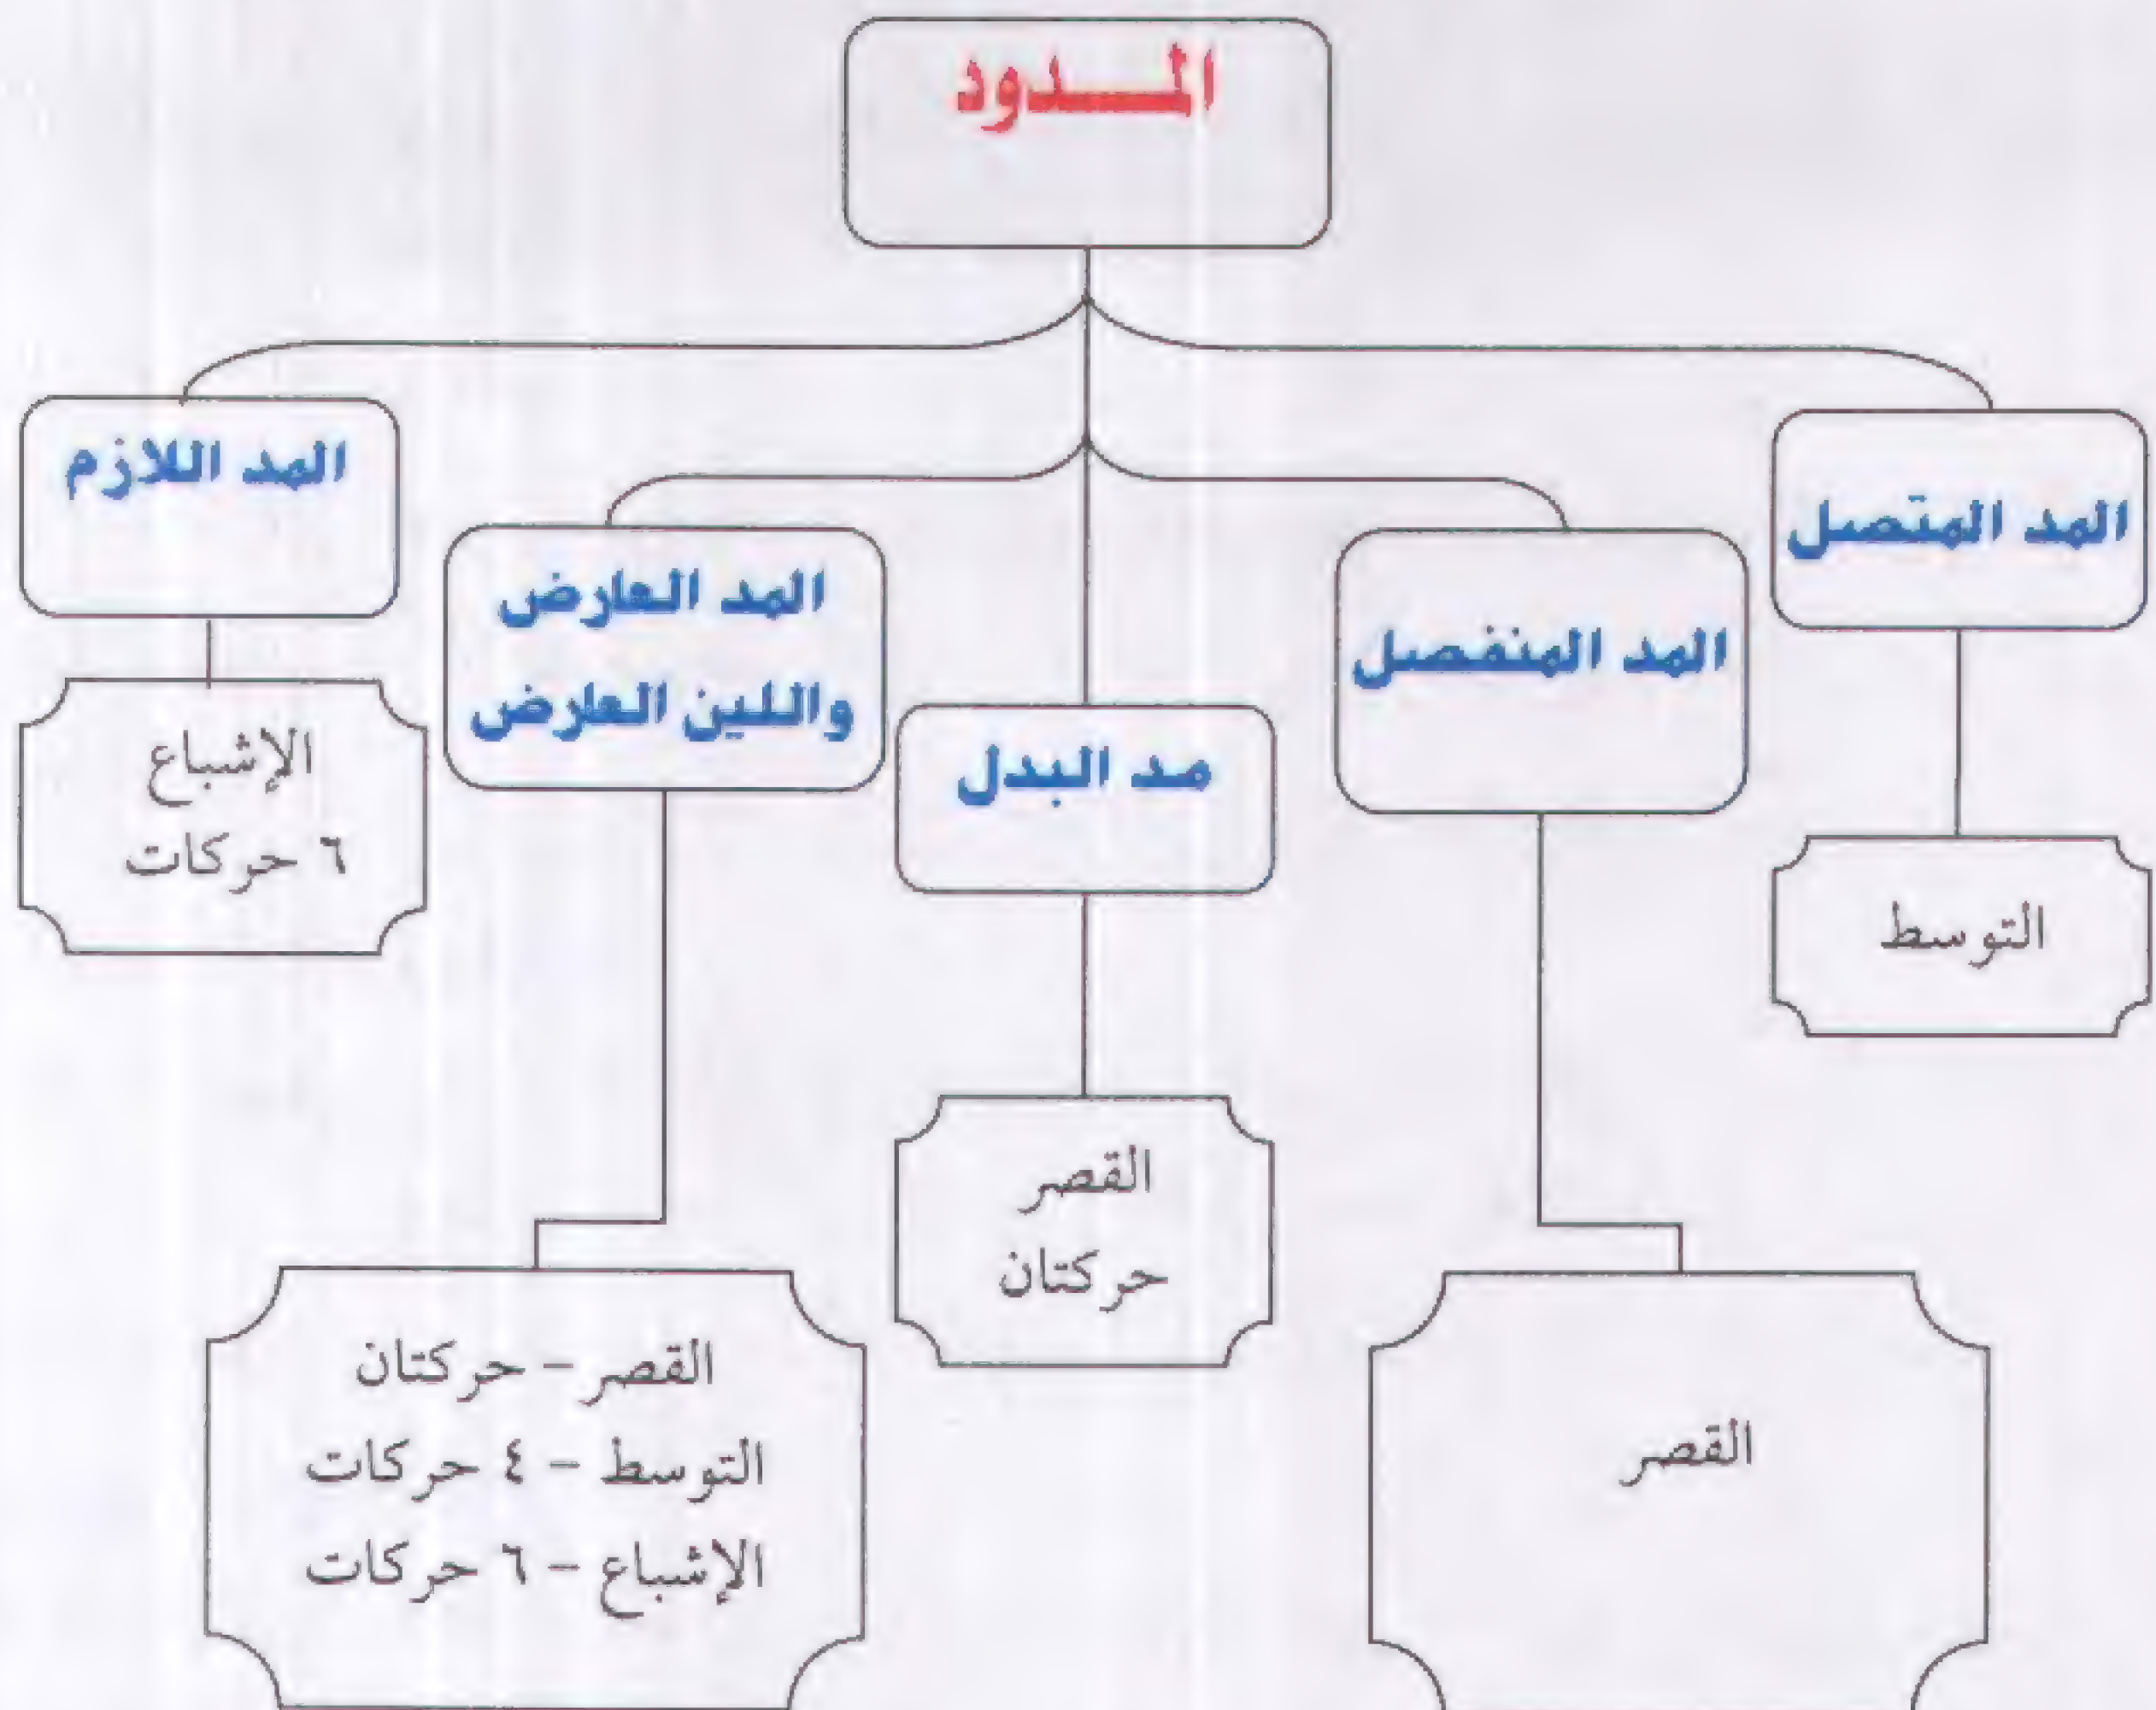 المــــدود
المد المتصل
التوسط
المد المنفصل
القصر
مد البدل
القصر
حركتان
المد العارض
واللين العارض
القصر – حركتان
التوسط – ٤ حركات
الإشباع – ٦ حركات
المد اللازم
الإشباع
٦ حركات